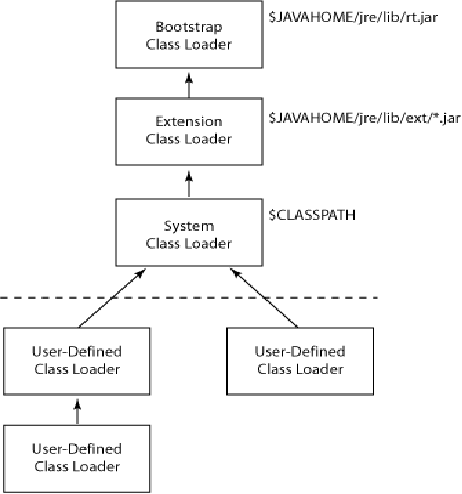 Bootstrap
Class Loader
$JAVAHOME/jre/lib/rt.jar
Extension
Class Loader
$JAVAHOME/jre/lib/ext/*.jar
System
Class Loader
$CLASSPATH
User-Defined
Class Loader
User-Defined
Class Loader
User-Defined
Class Loader